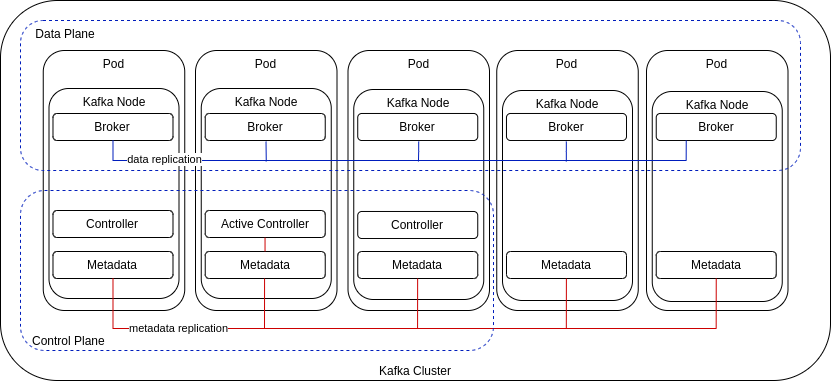 Data Plane
Pod Pod Pod Pod Pod
Kafka Node Kafka Node Kafka Node Kafka Node Kafka Node
Broker Broker Broker Broker Broker
data replication
Controller Active Controller Controller
Metadata Metadata Metadata Metadata Metadata
metadata replication
Control Plane
Kafka Cluster